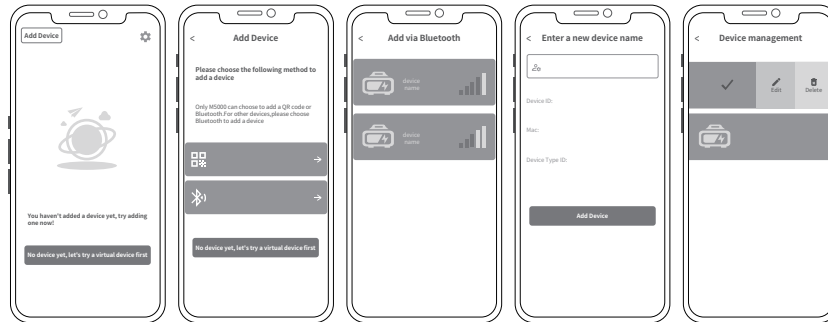 Add Device
You haven't added a device yet, try adding
one now!
No device yet, let's try a virtual device first
< Add Device
Please choose the following method to
add a device
Only M5000 can choose to add a QR code or
Bluetooth.For other devices,please choose
Bluetooth to add a device
No device yet, let's try a virtual device first
< Add via Bluetooth
device
name
device
name
< Enter a new device name
Device ID:
Mac:
Device Type ID:
Add Device
< Device management
Edit
Delete